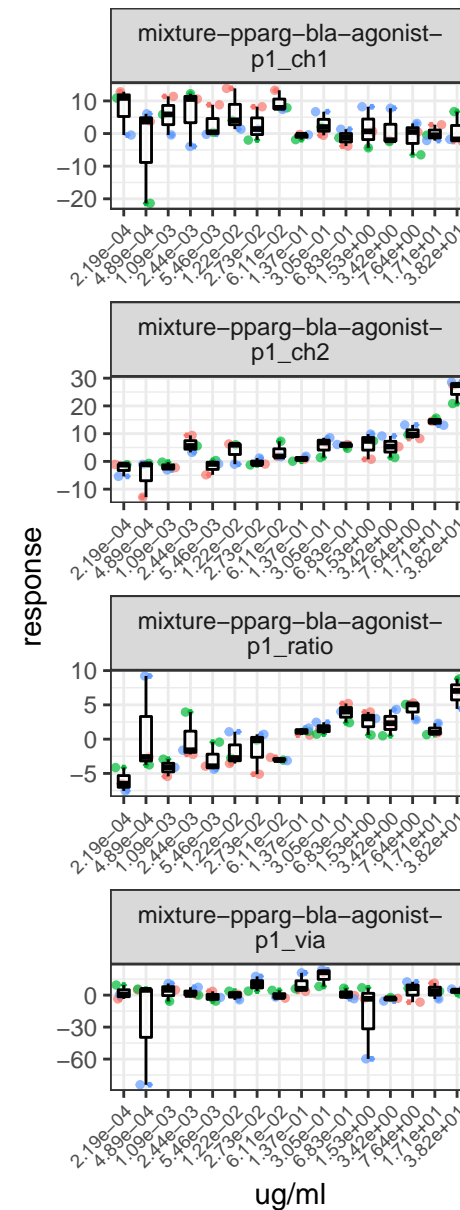 mixture-pparg-bla-agonist-
p1_ch1
10
0
-10
-20
2.19e-04
4.89e-04
1.09e-03
2.44e-03
5.46e-03
1.22e-02
2.73e-02
6.11e-02
1.37e-01
3.05e-01
6.83e-01
1.53e+00
3.42e+00
7.64e+00
1.71e+01
3.82e+01
mixture-pparg-bla-agonist-
p1_ch2
30
20
10
0
-10
2.19e-04
4.89e-04
1.09e-03
2.44e-03
5.46e-03
1.22e-02
2.73e-02
6.11e-02
1.37e-01
3.05e-01
6.83e-01
1.53e+00
3.42e+00
7.64e+00
1.71e+01
3.82e+01
response
mixture-pparg-bla-agonist-
p1_ratio
10
5
0
-5
2.19e-04
4.89e-04
1.09e-03
2.44e-03
5.46e-03
1.22e-02
2.73e-02
6.11e-02
1.37e-01
3.05e-01
6.83e-01
1.53e+00
3.42e+00
7.64e+00
1.71e+01
3.82e+01
mixture-pparg-bla-agonist-
p1_via
0
-30
-60
2.19e-04
4.89e-04
1.09e-03
2.44e-03
5.46e-03
1.22e-02
2.73e-02
6.11e-02
1.37e-01
3.05e-01
6.83e-01
1.53e+00
3.42e+00
7.64e+00
1.71e+01
3.82e+01
ug/ml